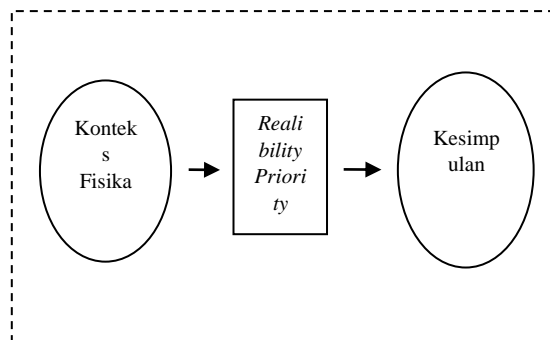 Kontek
s
Fisika
Reali
bility
Priori
ty
Kesimp
ulan